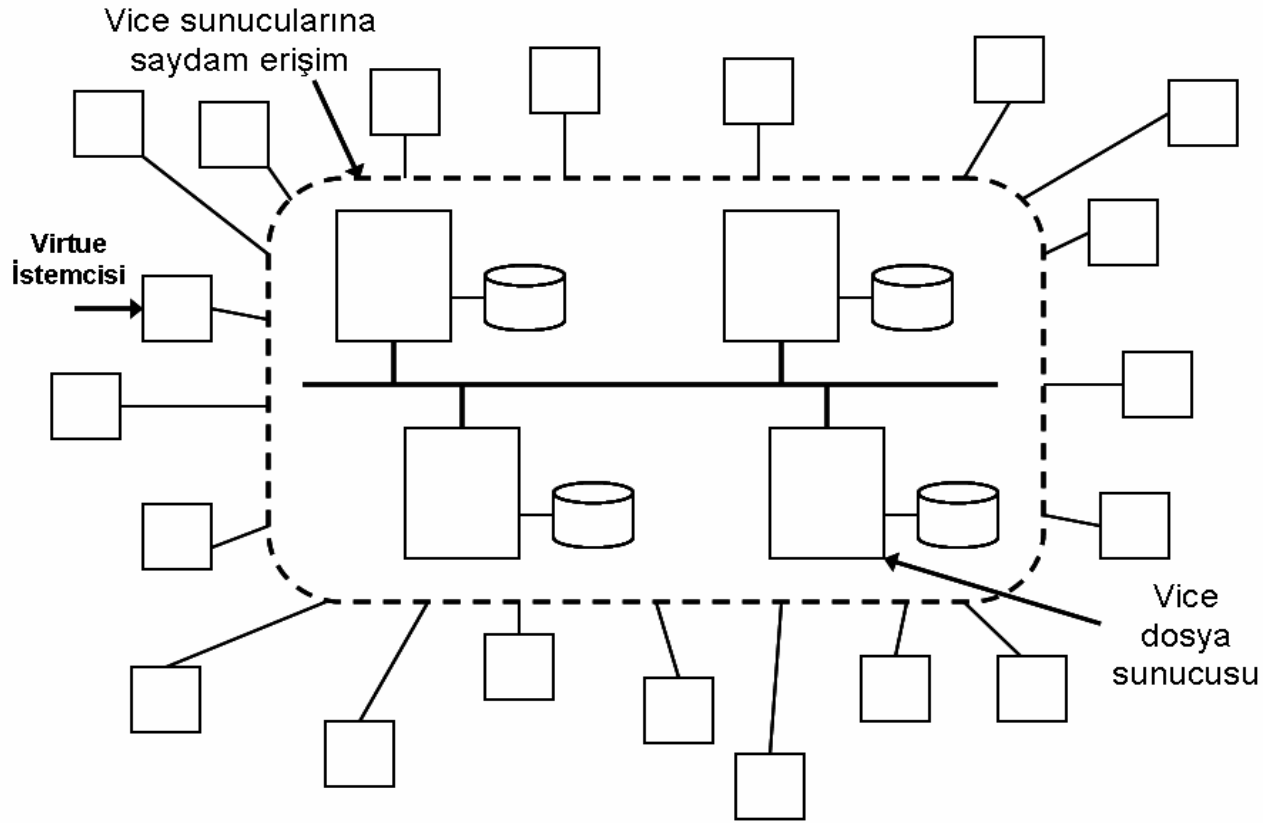 Vice sunucularına
saydam erişim
Virtue
İstemcisi
Vice
dosya
sunucusu